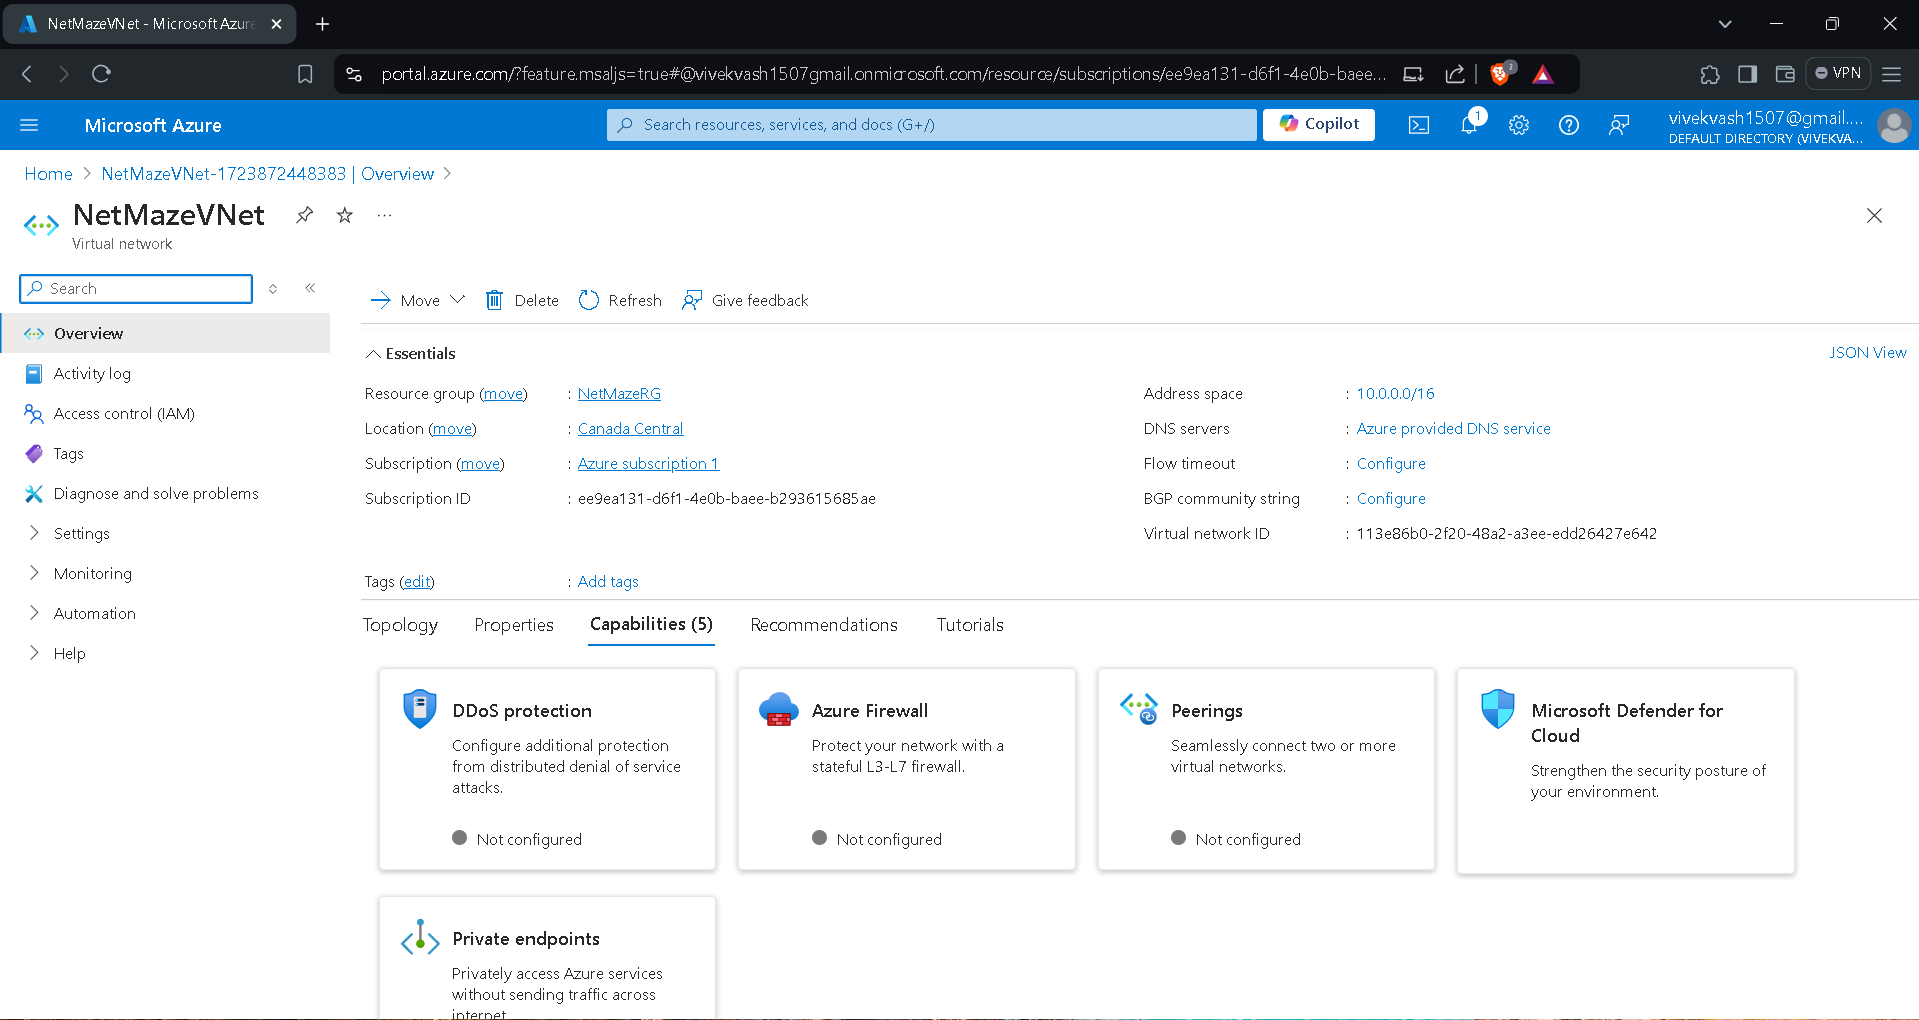 NetMazeVNet - Microsoft Azure
portal.azure.com/?feature.msaljs=true#@vivekvash1507gmail.onmicrosoft.com/resource/subscriptions/ee9ea131-d6f1-4e0b-baee...
2
VPN
Microsoft Azure
Search resources, services, and docs (G+/)
Copilot
1
vivekvash1507@gmail....
DEFAULT DIRECTORY (VIVEKVA...
Home > NetMazeVNet-1723872448383 | Overview >
NetMazeVNet
Virtual network
Search
Overview
Activity log
Access control (IAM)
Tags
Diagnose and solve problems
Settings
Monitoring
Automation
Help
Move
Delete
Refresh
Give feedback
Essentials
JSON View
Resource group (move) : NetMazeRG
Location (move) : Canada Central
Subscription (move) : Azure subscription 1
Subscription ID : ee9ea131-d6f1-4e0b-baee-b293615685ae
Address space : 10.0.0.0/16
DNS servers : Azure provided DNS service
Flow timeout : Configure
BGP community string : Configure
Virtual network ID : 113e86b0-2f20-48a2-a3ee-edd26427e642
Tags (edit) : Add tags
Topology
Properties
Capabilities (5)
Recommendations
Tutorials
DDoS protection
Configure additional protection
from distributed denial of service
attacks.
Not configured
Azure Firewall
Protect your network with a
stateful L3-L7 firewall.
Not configured
Peerings
Seamlessly connect two or more
virtual networks.
Not configured
Microsoft Defender for
Cloud
Strengthen the security posture of
your environment.
Private endpoints
Privately access Azure services
without sending traffic across
internet.